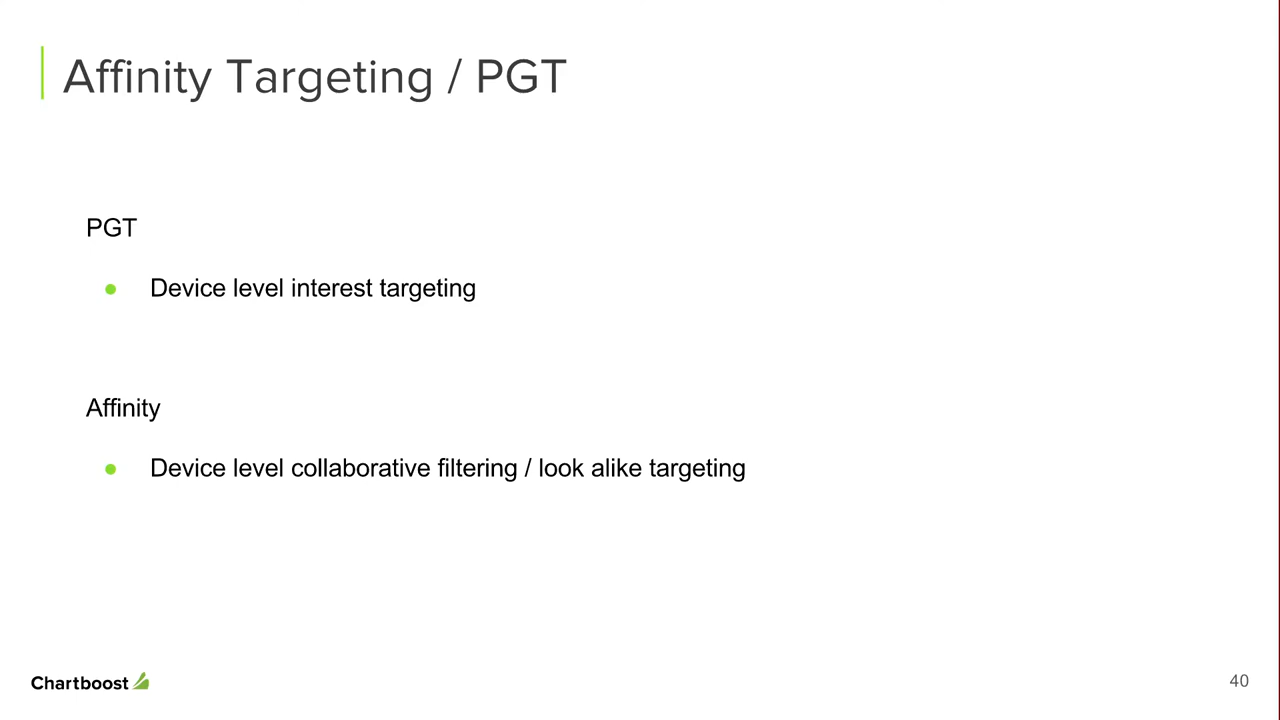 Affinity Targeting / PGT
PGT
● Device level interest targeting
Affinity
● Device level collaborative filtering / look alike targeting
Chartboost
40